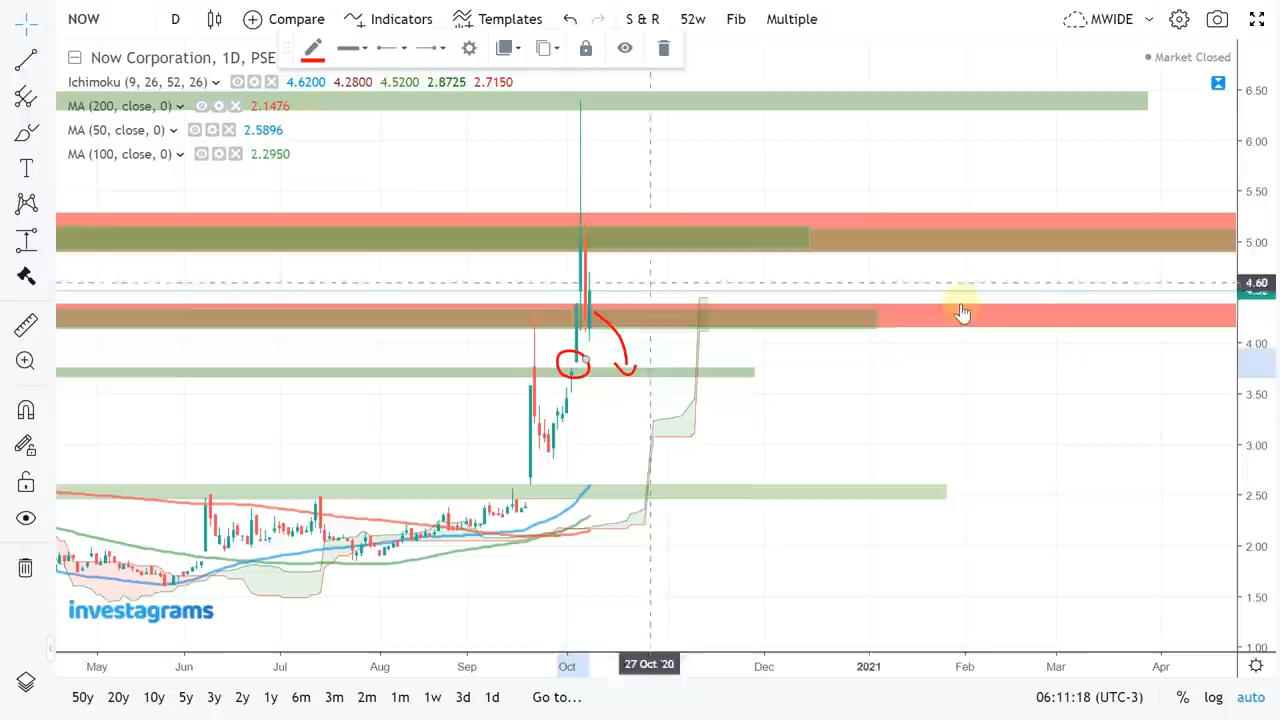 NOW D Compare Indicators Templates S & R 52w Fib Multiple MWIDE
Now Corporation, 1D, PSE
Market Closed
Ichimoku (9, 26, 52, 26) 4.6200 4.2800 4.5200 2.8725 2.7150
MA (200, close, 0) 2.1476
MA (50, close, 0) 2.5896
MA (100, close, 0) 2.2950
6.50
6.00
5.50
5.00
4.60
4.00
3.50
3.00
2.50
2.00
1.50
1.00
investagrams
May Jun Jul Aug Sep Oct 27 Oct '20 Dec 2021 Feb Mar Apr
50y 20y 10y 5y 3y 2y 1y 6m 3m 2m 1m 1w 3d 1d Go to... 06:11:18 (UTC-3) % log auto